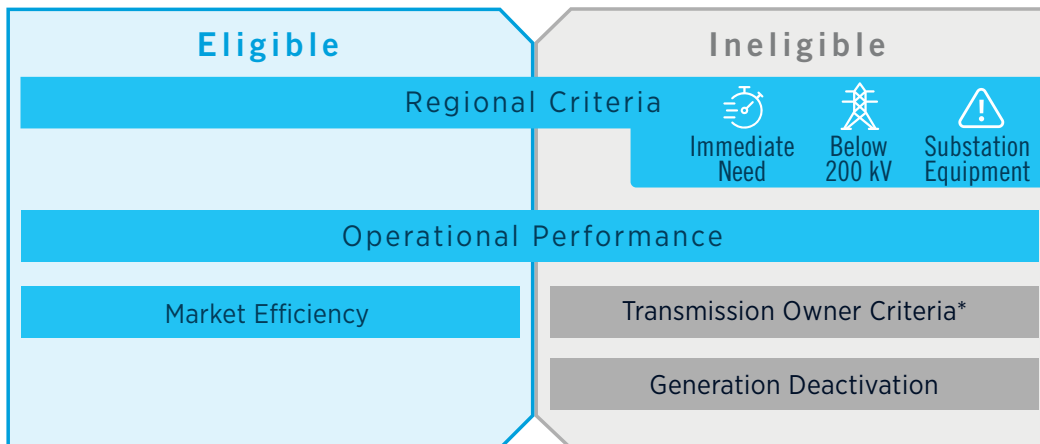 Eligible
Ineligible
Regional Criteria
Immediate
Need
Below
200 kV
Substation
Equipment
Operational Performance
Market Efficiency
Transmission Owner Criteria*
Generation Deactivation